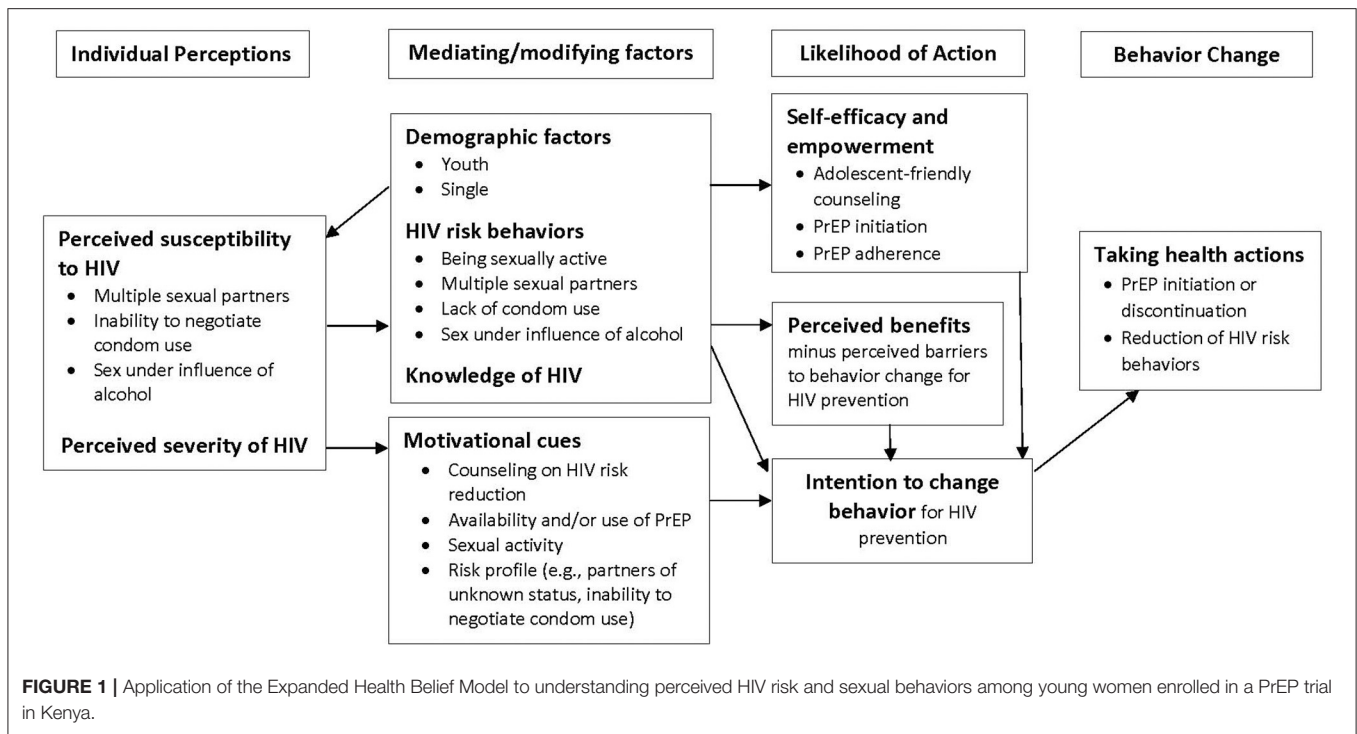 Individual Perceptions
Mediating/modifying factors
Likelihood of Action
Behavior Change
Perceived susceptibility
to HIV
• Multiple sexual partners
• Inability to negotiate
condom use
• Sex under influence of
alcohol
Perceived severity of HIV
Demographic factors
• Youth
• Single
HIV risk behaviors
• Being sexually active
• Multiple sexual partners
• Lack of condom use
• Sex under influence of alcohol
Knowledge of HIV
Motivational cues
• Counseling on HIV risk
reduction
• Availability and/or use of PrEP
• Sexual activity
• Risk profile (e.g., partners of
unknown status, inability to
negotiate condom use)
Self-efficacy and
empowerment
• Adolescent-friendly
counseling
• PrEP initiation
• PrEP adherence
Perceived benefits
minus perceived barriers
to behavior change for
HIV prevention
Intention to change
behavior for HIV
prevention
Taking health actions
• PrEP initiation or
discontinuation
• Reduction of HIV risk
behaviors
FIGURE 1 | Application of the Expanded Health Belief Model to understanding perceived HIV risk and sexual behaviors among young women enrolled in a PrEP trial
in Kenya.